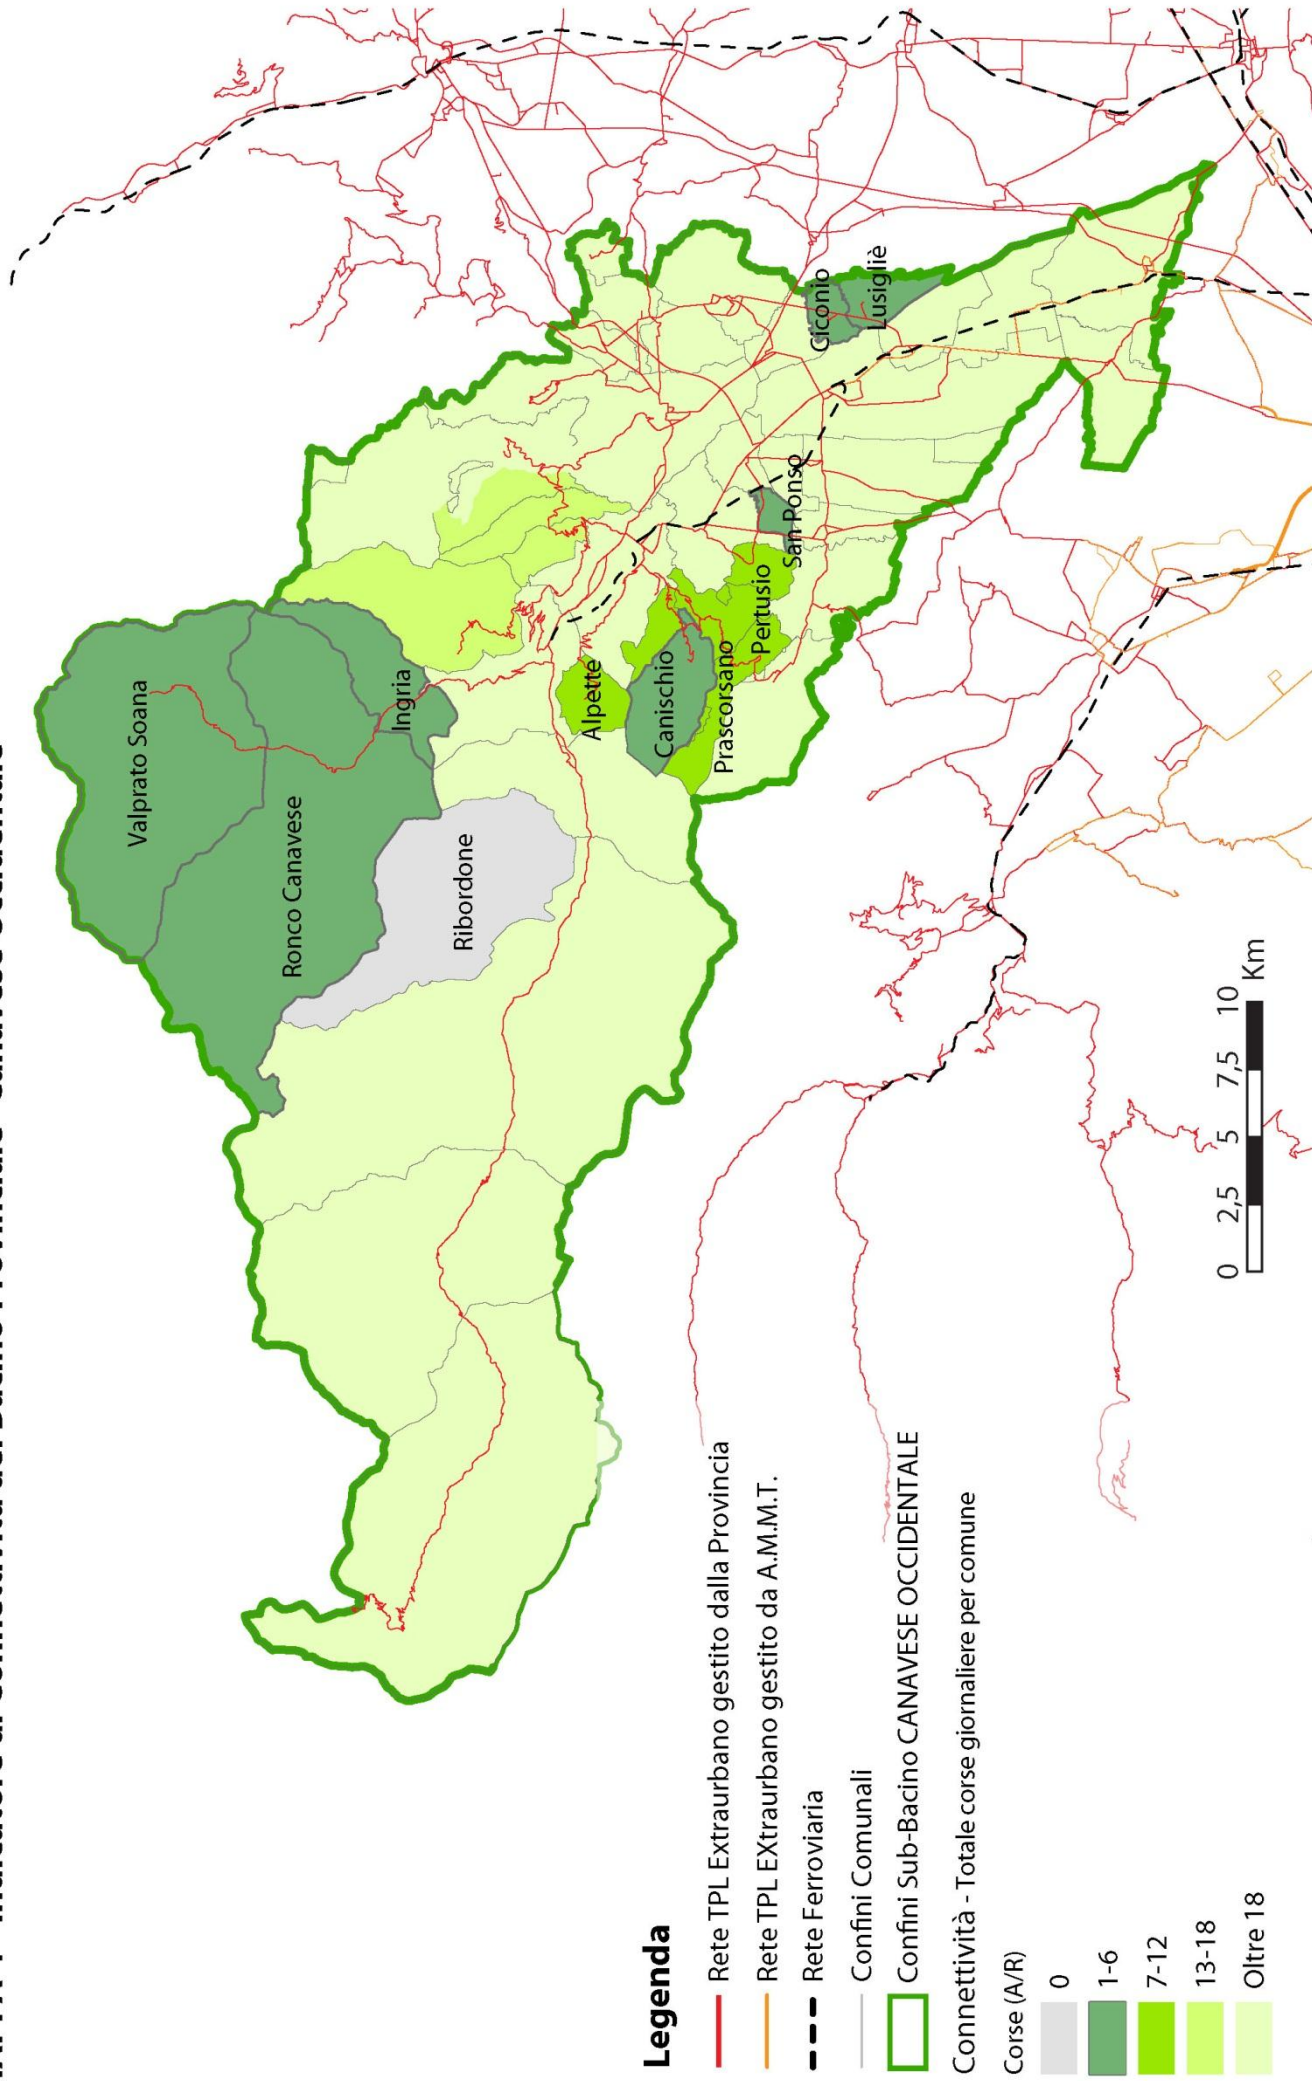 Valprato Soana
Ronco Canavese
Ingria
Ribordone
Alpette
Canischio
Prascorsano
Pertusio
San Ponso
Ciconio
Lusigliè
Legenda
Rete TPL Extraurbano gestito dalla Provincia
Rete TPL EXtraurbano gestito da A.M.M.T.
Rete Ferroviaria
Confini Comunali
Confini Sub-Bacino CANAVESE OCCIDENTALE
Connettività - Totale corse giornaliere per comune
Corse (A/R)
0
1-6
7-12
13-18
Oltre 18
0 2,5 5 7,5 10 Km